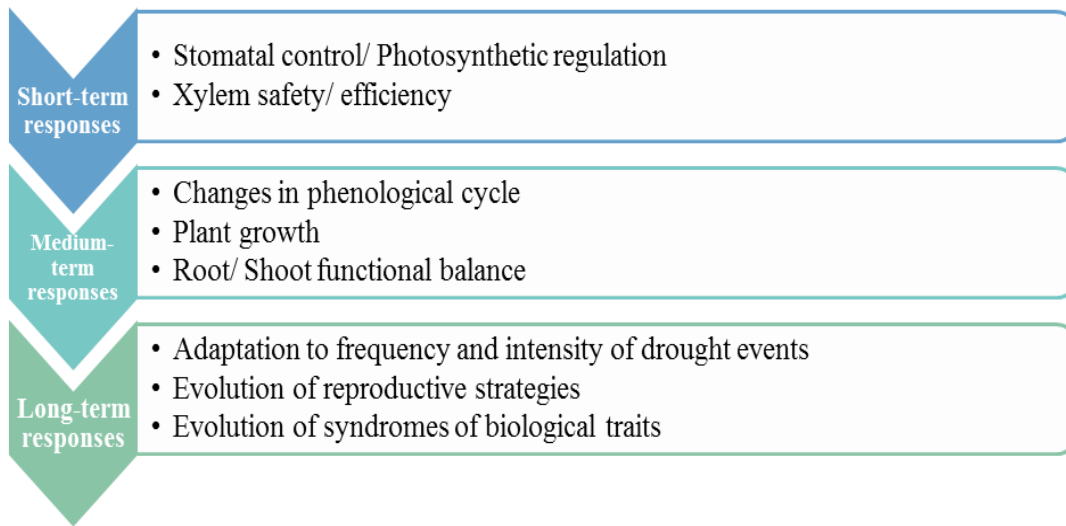 Short-term
responses
• Stomatal control/ Photosynthetic regulation
• Xylem safety/ efficiency
Medium-
term
responses
• Changes in phenological cycle
• Plant growth
• Root/ Shoot functional balance
Long-term
responses
• Adaptation to frequency and intensity of drought events
• Evolution of reproductive strategies
• Evolution of syndromes of biological traits